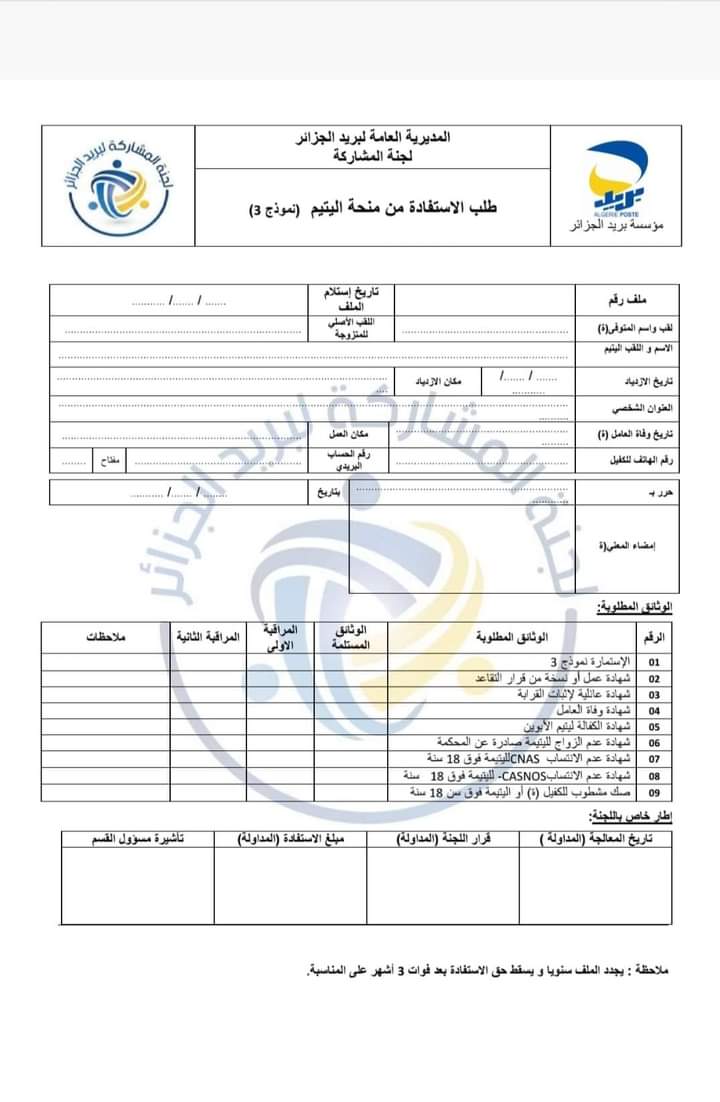 المديرية العامة لبريد الجزائر
لجنة المشاركة
طلب الاستفادة من منحة اليتيم (نموذج 3)
بريد
ALGERIE POSTE
مؤسسة بريد الجزائر
لجنة المشاركة لبريد الجزائر
ملف رقم
تاريخ إستلام الملف ....... / ......./ ...........
لقب واسم المتوفى(ة)
اللقب الأصلي للمتزوجة
الاسم و اللقب اليتيم
تاريخ الازدياد ....... / ......./ ...........
مكان الازدياد
العنوان الشخصي
تاريخ وفاة العامل (ة)
مكان العمل
رقم الهاتف للكفيل
رقم الحساب البريدي
مفتاح
حرر بـ
بتاريخ ......../ ......./ ...........
إمضاء المعني(ة
الوثائق المطلوبة:
الرقم الوثائق المطلوبة الوثائق المستلمة المراقبة الاولى المراقبة الثانية ملاحظات
01 الإستمارة نموذج 3
02 شهادة عمل أو نسخة من قرار التقاعد
03 شهادة عائلية لإثبات القرابة
04 شهادة وفاة العامل
05 شهادة الكفالة ليتيم الأبوين
06 شهادة عدم الزواج لليتيمة صادرة عن المحكمة
07 شهادة عدم الانتساب CNASلليتيمة فوق 18 سنة
08 شهادة عدم الانتسابCASNOS- لليتيمة فوق 18 سنة
09 صك مشطوب للكفيل (ة) أو اليتيمة فوق سن 18 سنة
إطار خاص باللجنة:
تاريخ المعالجة (المداولة ) قرار اللجنة (المداولة) مبلغ الاستفادة (المداولة) تأشيرة مسؤول القسم
ملاحظة : يجدد الملف سنويا و يسقط حق الاستفادة بعد فوات 3 أشهر على المناسبة.
لجنة المشاركة لبريد الجزائر